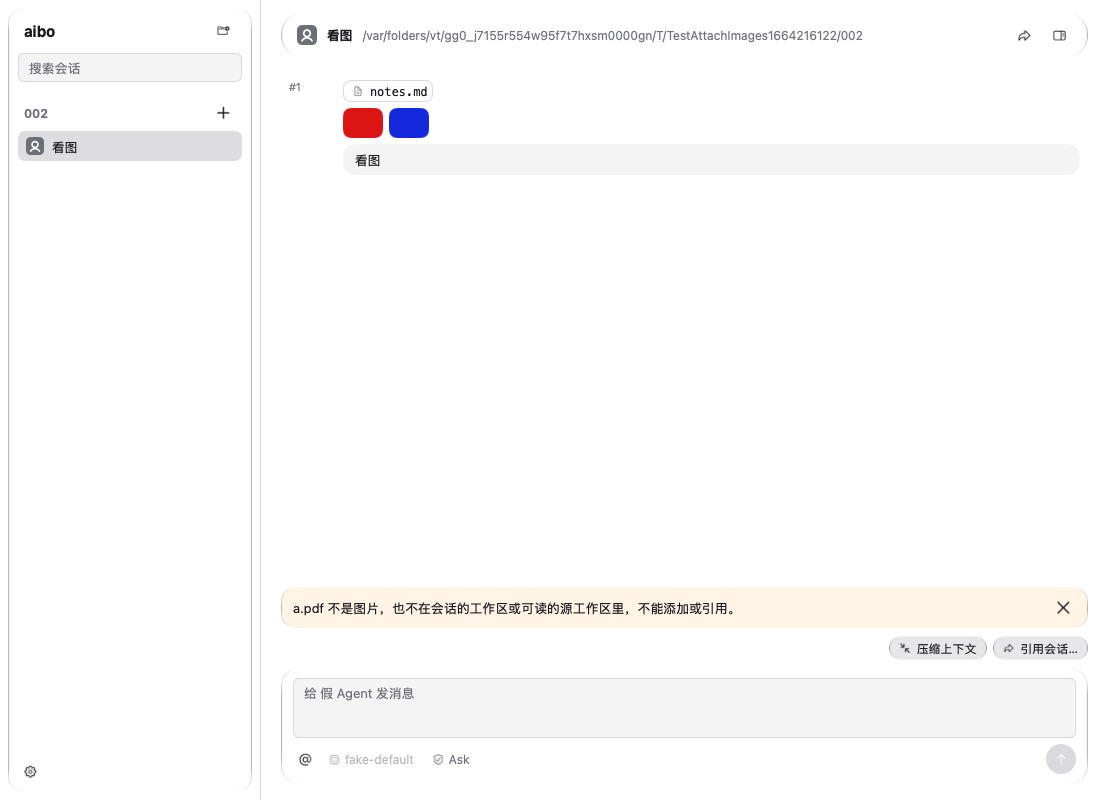 aibo
搜索会话
002
看图
看图 /var/folders/vt/gg0_j7155r554w95f7t7hxsm0000gn/T/TestAttachImages1664216122/002
#1
notes.md
看图
a.pdf 不是图片，也不在会话的工作区或可读的源工作区里，不能添加或引用。
压缩上下文 引用会话…
给 假 Agent 发消息
@ fake-default Ask